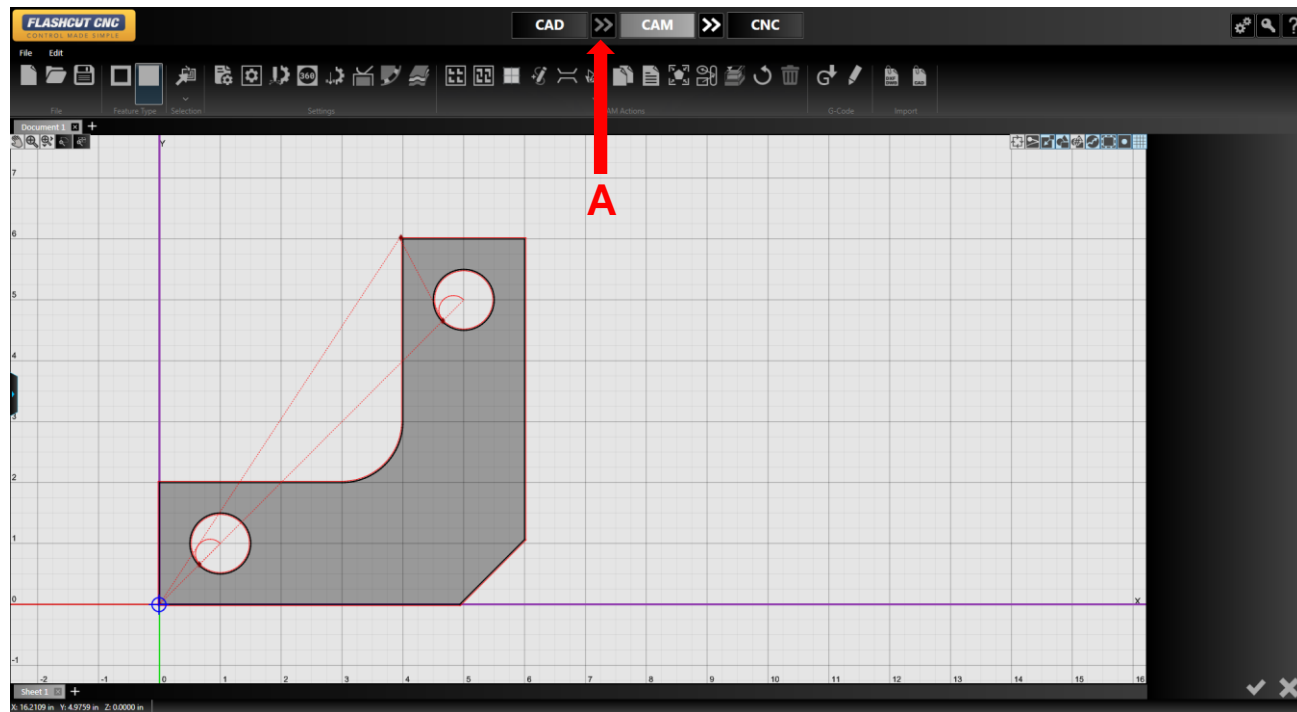 FLASHCUT CNC
CONTROL MADE SIMPLE
CAD >> CAM >> CNC
File Edit
360
File Feature Type Selection Settings CAM Actions G-Code Import
Document 1
A
Y
7
6
5
4
3
2
1
0
X
-1
-2 -1 0 1 2 3 4 5 6 7 8 9 10 11 12 13 14 15 16
Sheet 1
X: 16.2109 in Y: 4.9759 in Z: 0.0000 in